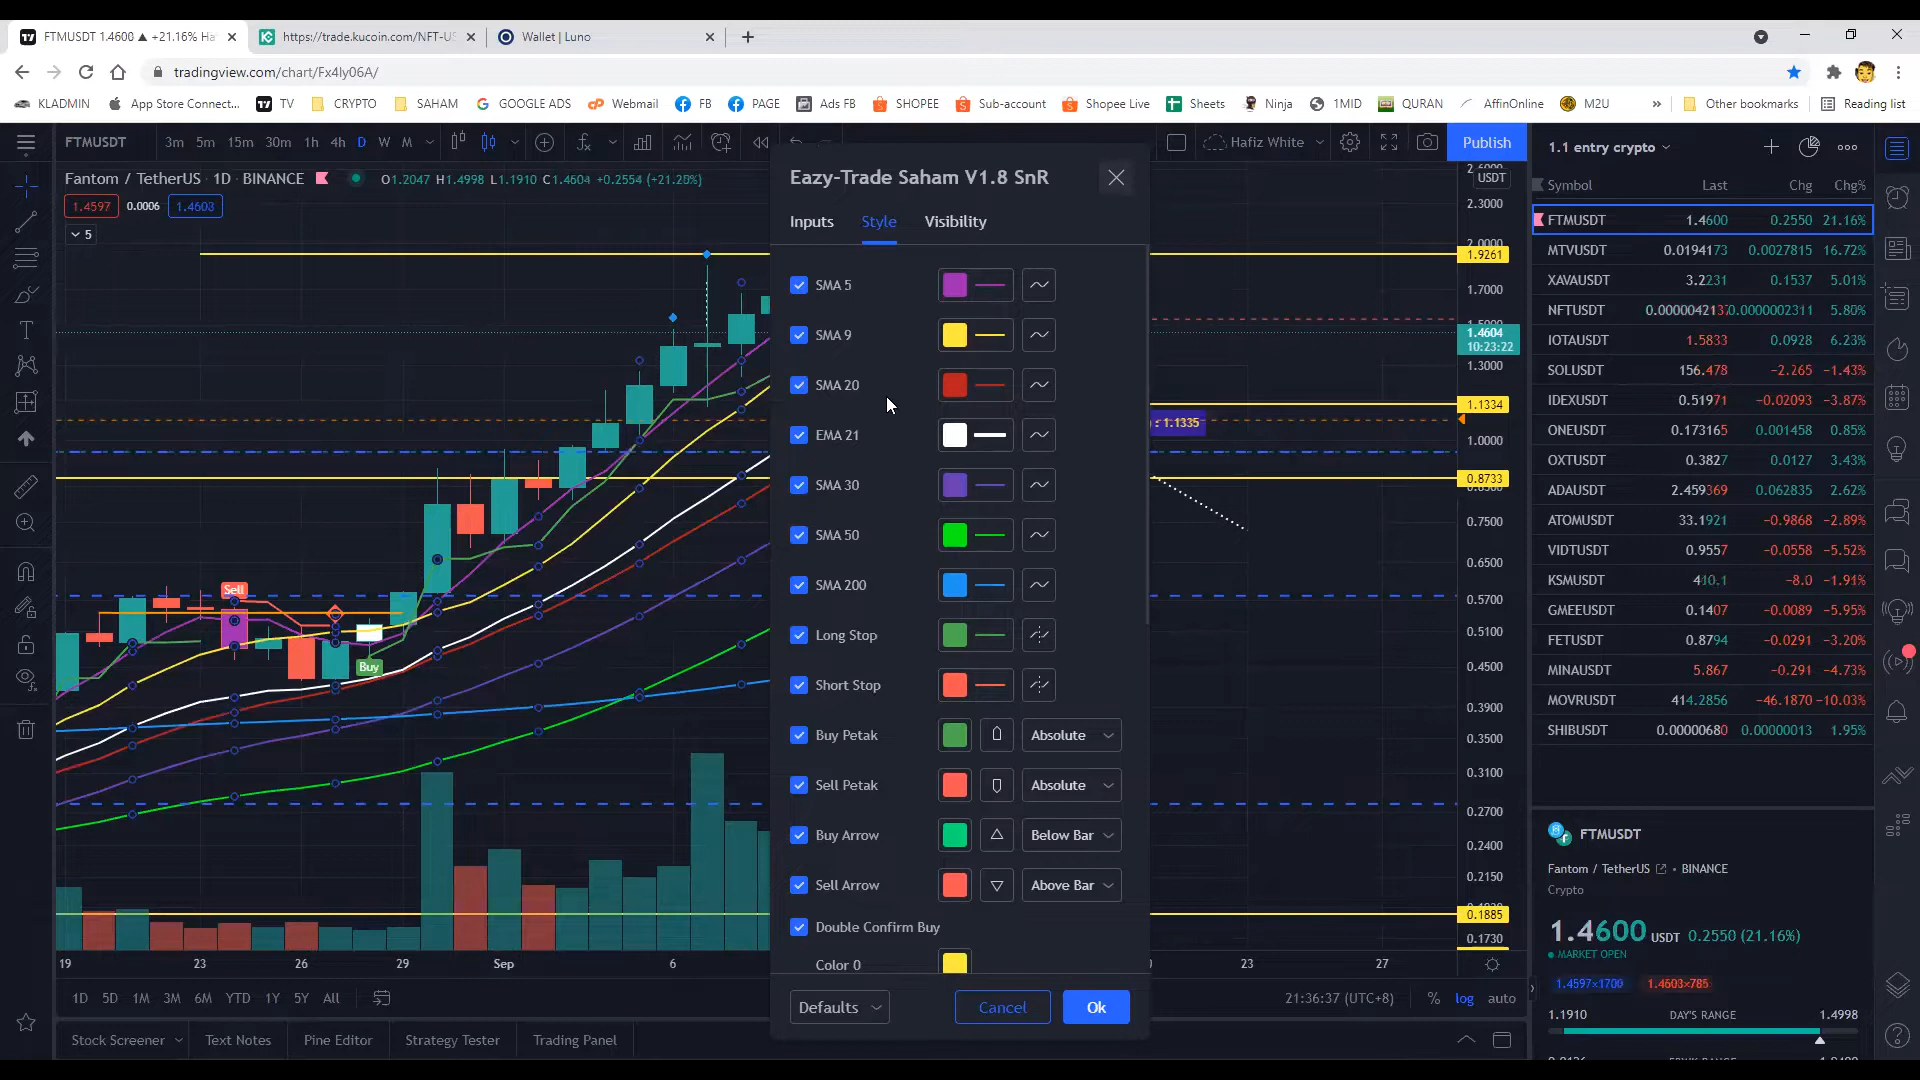 FTMUSDT 1.4600 ▲ +21.16% Ha
https://trade.kucoin.com/NFT-US
Wallet | Luno
tradingview.com/chart/Fx4ly06A/
KLADMIN App Store Connect... TV CRYPTO SAHAM GOOGLE ADS Webmail FB PAGE Ads FB SHOPEE Sub-account Shopee Live Sheets Ninja 1MID QURAN AffinOnline M2U » Other bookmarks Reading list
FTMUSDT 3m 5m 15m 30m 1h 4h D W M Hafiz White Publish
Fantom / TetherUS · 1D · BINANCE O1.2047 H1.4998 L1.1910 C1.4604 +0.2554 (+21.20%)
1.4597 0.0006 1.4603
5
Sell
Buy
19 23 26 29 Sep 6 23 27
1D 5D 1M 3M 6M YTD 1Y 5Y All
21:36:37 (UTC+8) % log auto
Stock Screener Text Notes Pine Editor Strategy Tester Trading Panel
Eazy-Trade Saham V1.8 SnR
Inputs Style Visibility
SMA 5
SMA 9
SMA 20
EMA 21
SMA 30
SMA 50
SMA 200
Long Stop
Short Stop
Buy Petak Absolute
Sell Petak Absolute
Buy Arrow Below Bar
Sell Arrow Above Bar
Double Confirm Buy
Color 0
Defaults Cancel Ok
: 1.1335
USDT
2.3000
2.0000
1.9261
1.7000
1.4604
10:23:22
1.3000
1.1334
1.0000
0.8733
0.7500
0.6500
0.5700
0.5100
0.4500
0.3900
0.3500
0.3100
0.2700
0.2400
0.2150
0.1885
0.1730
1.1 entry crypto
Symbol Last Chg Chg%
FTMUSDT 1.4600 0.2550 21.16%
MTVUSDT 0.0194173 0.0027815 16.72%
XAVAUSDT 3.2231 0.1537 5.01%
NFTUSDT 0.000004213 0.0000002311 5.80%
IOTAUSDT 1.5833 0.0928 6.23%
SOLUSDT 156.478 −2.265 −1.43%
IDEXUSDT 0.51971 −0.02093 −3.87%
ONEUSDT 0.173165 0.001458 0.85%
OXTUSDT 0.3827 0.0127 3.43%
ADAUSDT 2.459369 0.062835 2.62%
ATOMUSDT 33.1921 −0.9868 −2.89%
VIDTUSDT 0.9557 −0.0558 −5.52%
KSMUSDT 410.1 −8.0 −1.91%
GMEEUSDT 0.1407 −0.0089 −5.95%
FETUSDT 0.8794 −0.0291 −3.20%
MINAUSDT 5.867 −0.291 −4.73%
MOVRUSDT 414.2856 −46.1870 −10.03%
SHIBUSDT 0.00000680 0.00000013 1.95%
FTMUSDT
Fantom / TetherUS • BINANCE
Crypto
1.4600 USDT 0.2550 (21.16%)
MARKET OPEN
1.4597×1700 1.4603×785
1.1910 DAY'S RANGE 1.4998